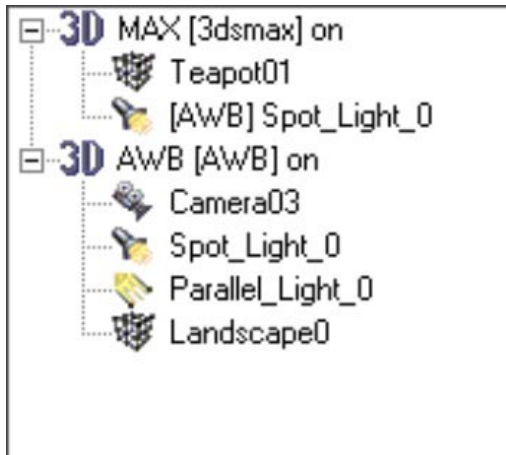 3D MAX [3dsmax] on
Teapot01
[AWB] Spot_Light_0
3D AWB [AWB] on
Camera03
Spot_Light_0
Parallel_Light_0
Landscape0